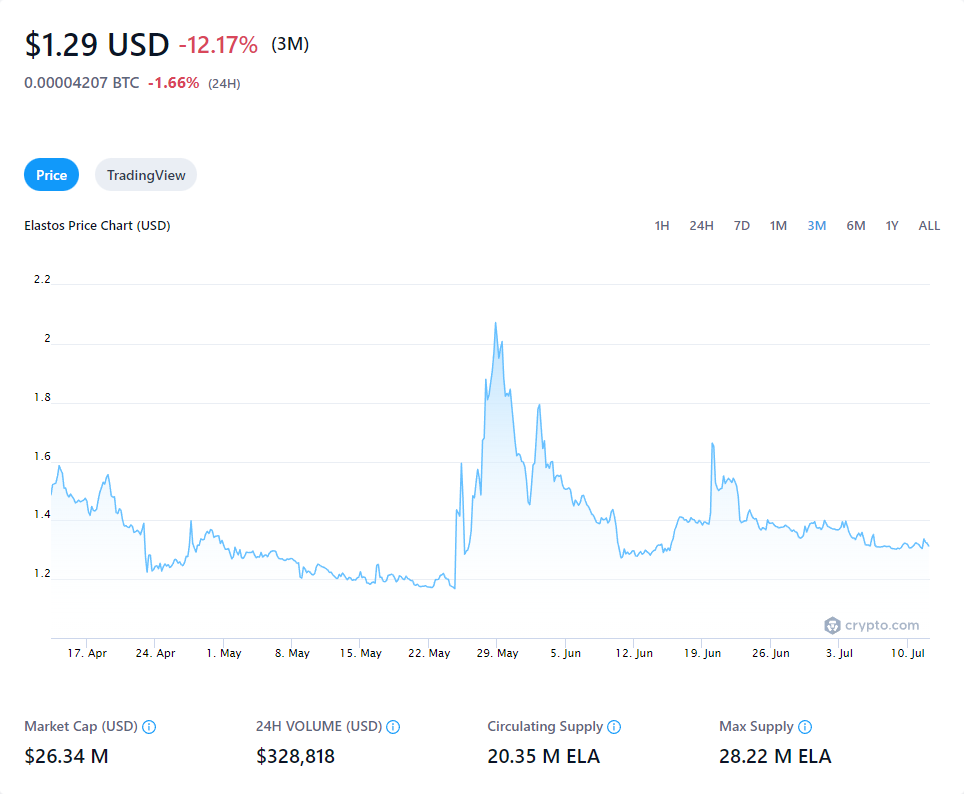 $1.29 USD -12.17% (3M)
0.00004207 BTC -1.66% (24H)
Price TradingView
Elastos Price Chart (USD) 1H 24H 7D 1M 3M 6M 1Y ALL
2.2
2
1.8
1.6
1.4
1.2
crypto.com
17. Apr 24. Apr 1. May 8. May 15. May 22. May 29. May 5. Jun 12. Jun 19. Jun 26. Jun 3. Jul 10. Jul
Market Cap (USD) 24H VOLUME (USD) Circulating Supply Max Supply
$26.34 M $328,818 20.35 M ELA 28.22 M ELA